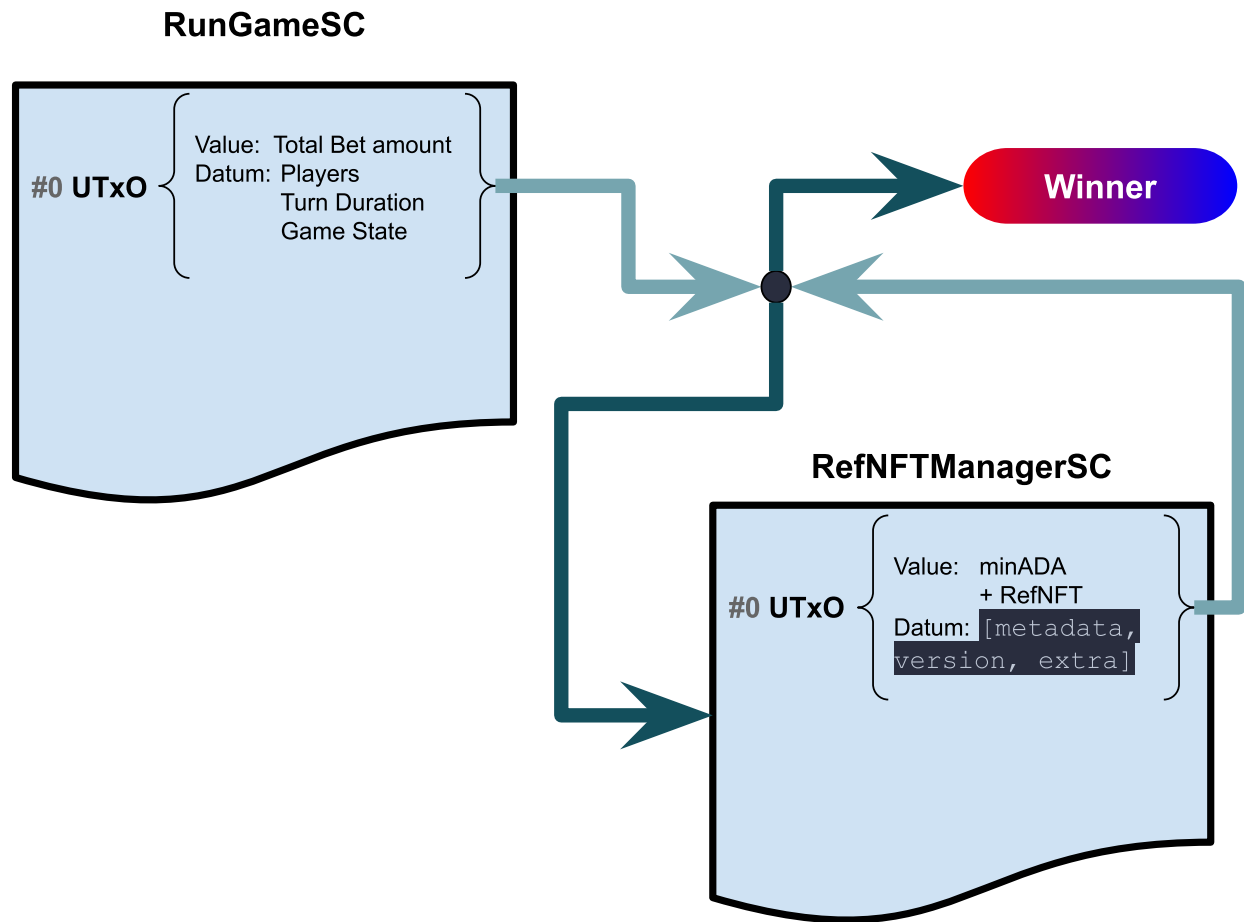 RunGameSC
#0 UTxO
Value: Total Bet amount
Datum: Players
Turn Duration
Game State
Winner
RefNFTManagerSC
#0 UTxO
Value: minADA
+ RefNFT
Datum: [metadata,
version, extra]